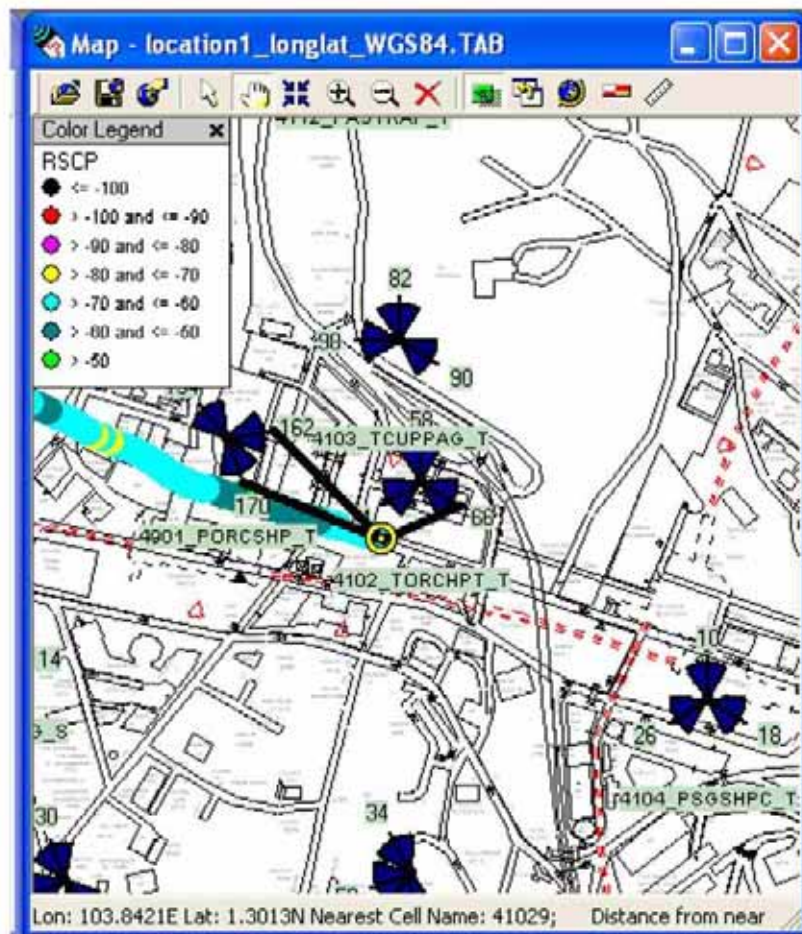 Map - location1_longlat_WGS84.TAB
Color Legend
RSCP
<= -100
> -100 and <= -90
> -90 and <= -80
> -80 and <= -70
> -70 and <= -60
> -60 and <= -50
> -50
82
98
90
58
162
4103_TCUPPAG_T
170
66
4901_PORCSHP_T
4102_TORCHPT_T
10
14
26
18
G_S
4104_PSGSHPC_T
30
34
Lon: 103.8421E Lat: 1.3013N Nearest Cell Name: 41029; Distance from near